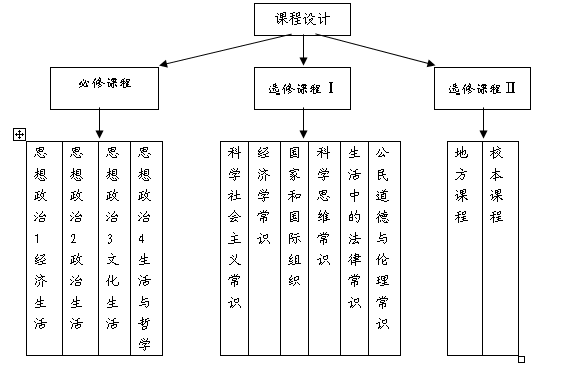 课程设计
必修课程
选修课程Ⅰ
选修课程Ⅱ
思想政治1经济生活
思想政治2政治生活
思想政治3文化生活
思想政治4生活与哲学
科学社会主义常识
经济学常识
国家和国际组织
科学思维常识
生活中的法律常识
公民道德与伦理常识
地方课程
校本课程